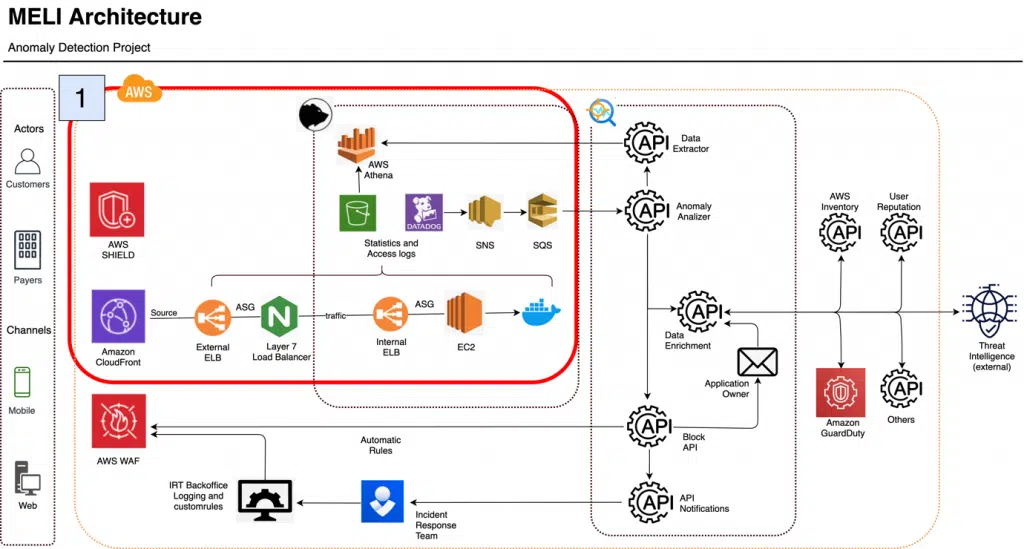 MELI Architecture
Anomaly Detection Project
1
AWS
Actors
Customers
Payers
Channels
Mobile
Web
AWS
SHIELD
Amazon
CloudFront
AWS WAF
AWS
Athena
DATADOG
Statistics and
Access logs
SNS
SQS
Source
External
ELB
ASG
Layer 7
Load Balancer
traffic
Internal
ELB
ASG
EC2
API
Data
Extractor
API
Anomaly
Analizer
API
Data
Enrichment
Application
Owner
API
Block
API
API
API
Notifications
Automatic
Rules
IRT Backoffice
Logging and
customrules
Incident
Response
Team
AWS
Inventory
API
User
Reputation
API
Amazon
GuardDuty
API
Others
Threat
Intelligence
(external)